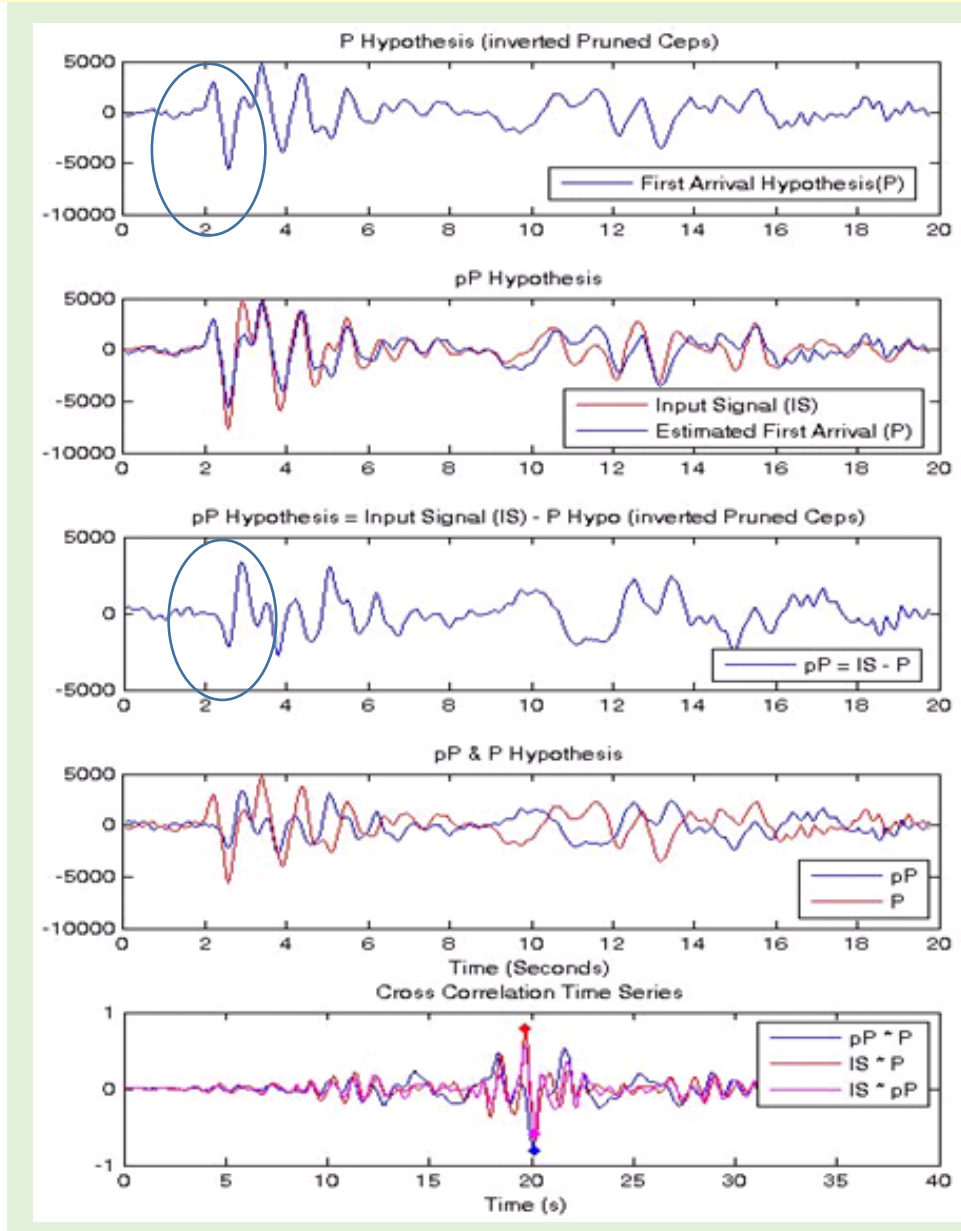 P Hypothesis (inverted Pruned Ceps)
5000
0
-5000
-10000
First Arrival Hypothesis(P)
0 2 4 6 8 10 12 14 16 18 20
pP Hypothesis
5000
0
-5000
-10000
Input Signal (IS)
Estimated First Arrival (P)
0 2 4 6 8 10 12 14 16 18 20
pP Hypothesis = Input Signal (IS) - P Hypo (inverted Pruned Ceps)
5000
0
-5000
pP = IS - P
0 2 4 6 8 10 12 14 16 18 20
pP & P Hypothesis
5000
0
-5000
-10000
pP
P
0 2 4 6 8 10 12 14 16 18 20
Time (Seconds)
Cross Correlation Time Series
1
0
-1
pP * P
IS * P
IS * pP
0 5 10 15 20 25 30 35 40
Time (s)